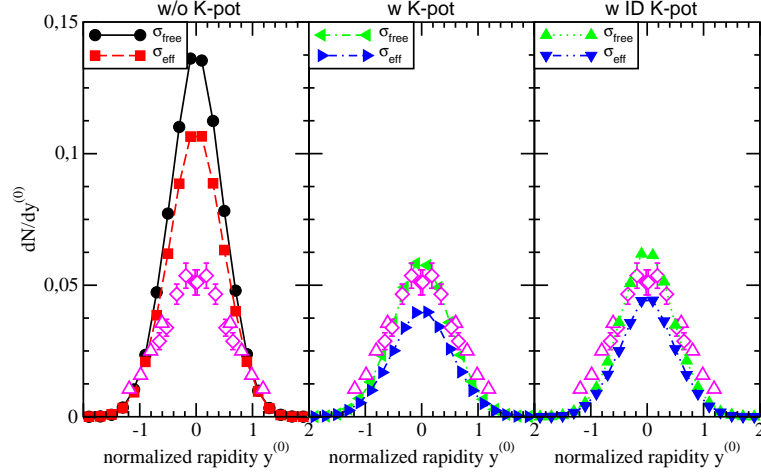 w/o K-pot w K-pot w ID K-pot
σfree σfree σfree
σeff σeff σeff
0.15
0.1
0.05
0
dN/dy(0)
-1 0 1 2 -1 0 1 2 -1 0 1 2
normalized rapidity y(0) normalized rapidity y(0) normalized rapidity y(0)